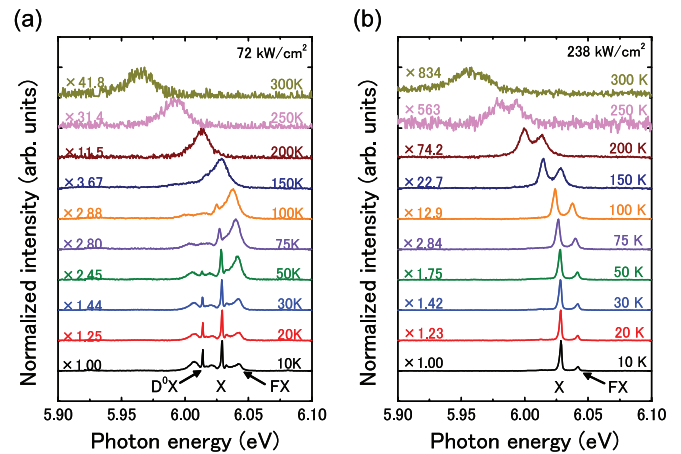 (a)
72 kW/cm²
×41.8 300K
×31.4 250K
×11.5 200K
×3.67 150K
×2.88 100K
×2.80 75K
×2.45 50K
×1.44 30K
×1.25 20K
×1.00 10K
D⁰X X FX
5.90 5.95 6.00 6.05 6.10
Photon energy (eV)
Normalized intensity (arb. units)
(b)
238 kW/cm²
×834 300 K
×563 250 K
×74.2 200 K
×22.7 150 K
×12.9 100 K
×2.84 75 K
×1.75 50 K
×1.42 30 K
×1.23 20 K
×1.00 10 K
X FX
5.90 5.95 6.00 6.05 6.10
Photon energy (eV)
Normalized intensity (arb. units)